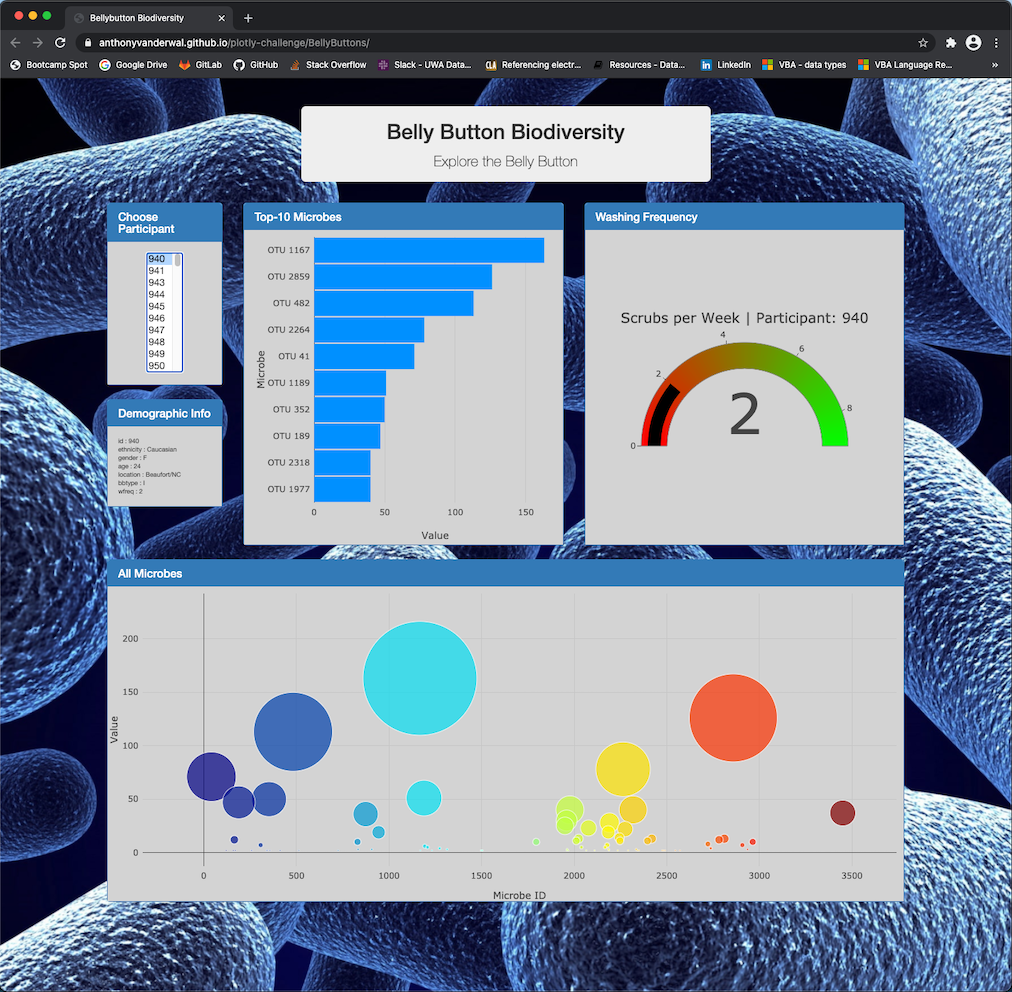 Bellybutton Biodiversity
anthonyvanderwal.github.io/plotly-challenge/BellyButtons/
Bootcamp Spot
Google Drive
GitLab
GitHub
Stack Overflow
Slack - UWA Data...
Referencing electr...
Resources - Data...
LinkedIn
VBA - data types
VBA Language Re...
»
Belly Button Biodiversity
Explore the Belly Button
Choose
Participant
940
941
942
943
944
945
946
947
948
949
950
Demographic Info
id : 940
ethnicity : Caucasian
gender : F
age : 24
location : Beaufort/NC
bbtype : I
wfreq : 2
Top-10 Microbes
Microbe
OTU 1167
OTU 2859
OTU 482
OTU 2264
OTU 41
OTU 1189
OTU 352
OTU 189
OTU 2318
OTU 1977
0 50 100 150
Value
Washing Frequency
Scrubs per Week | Participant: 940
0
2
4
6
8
2
All Microbes
Value
200
150
100
50
0
0 500 1000 1500 2000 2500 3000 3500
Microbe ID